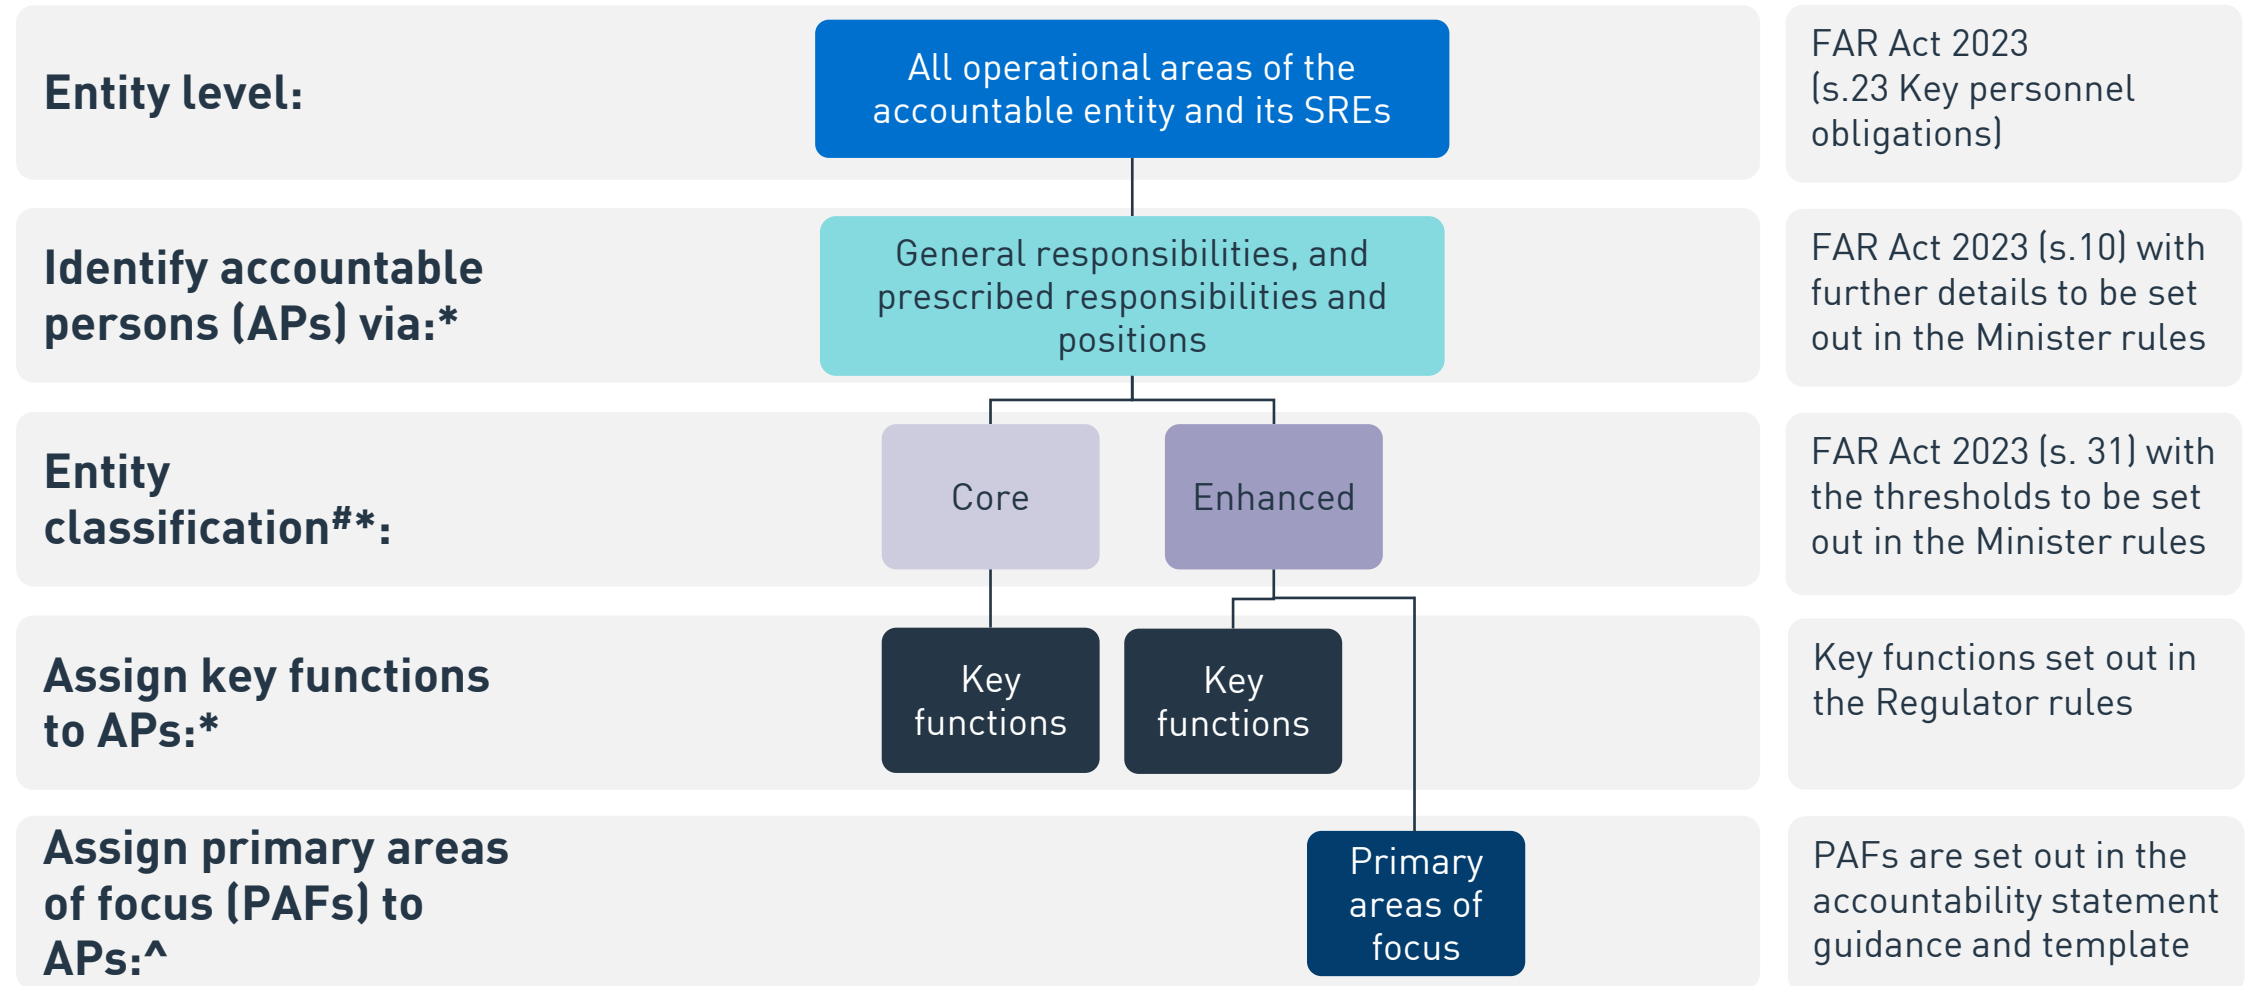 Entity level:
All operational areas of the
accountable entity and its SREs
FAR Act 2023
(s.23 Key personnel
obligations)
Identify accountable
persons (APs) via:*
General responsibilities, and
prescribed responsibilities and
positions
FAR Act 2023 (s.10) with
further details to be set
out in the Minister rules
Entity
classification#*:
Core
Enhanced
FAR Act 2023 (s. 31) with
the thresholds to be set
out in the Minister rules
Assign key functions
to APs:*
Key
functions
Key
functions
Key functions set out in
the Regulator rules
Assign primary areas
of focus (PAFs) to
APs:^
Primary
areas of
focus
PAFs are set out in the
accountability statement
guidance and template